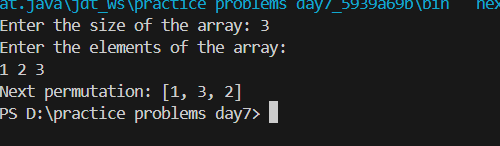 at.java\jdt_ws\practice problems day7_5939a69b\bin
Enter the size of the array: 3
Enter the elements of the array:
1 2 3
Next permutation: [1, 3, 2]
PS D:\practice problems day7>